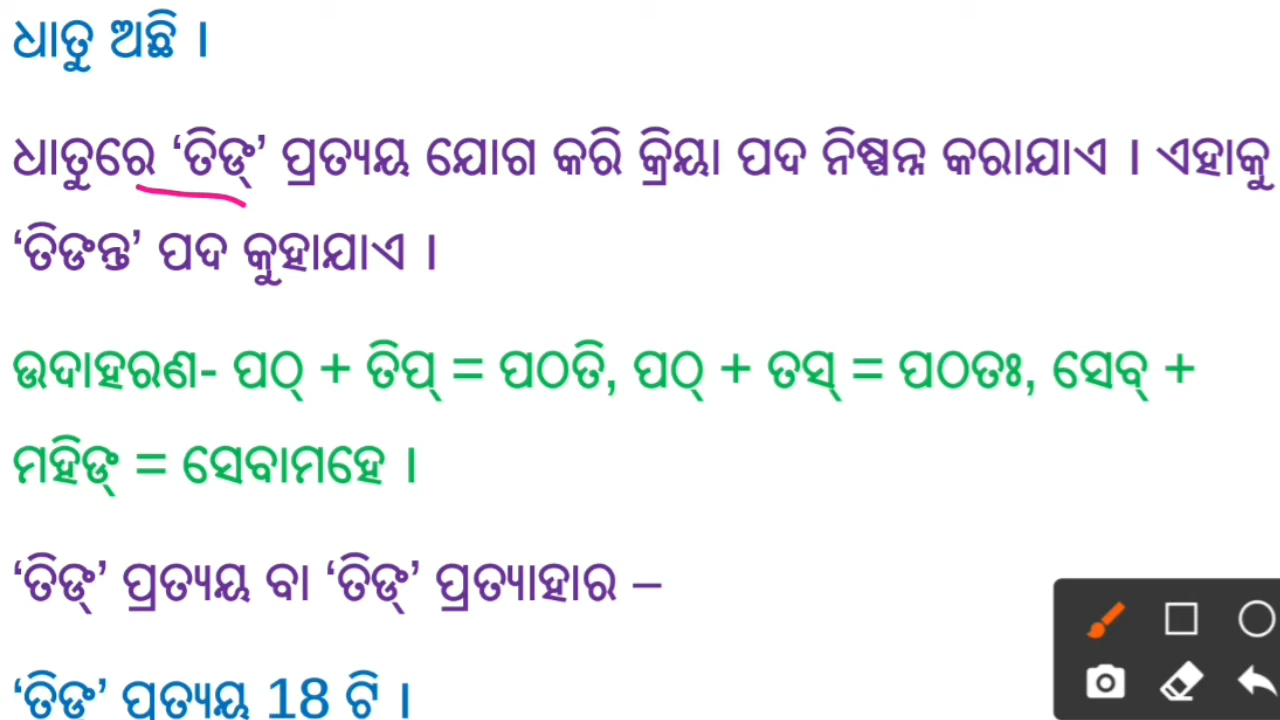 ଧାତୁ ଅଛି ।
ଧାତୁରେ ‘ତିଙ୍’ ପ୍ରତ୍ୟୟ ଯୋଗ କରି କ୍ରିୟା ପଦ ନିଷ୍ପନ୍ନ କରାଯାଏ । ଏହାକୁ
‘ତିଙନ୍ତ’ ପଦ କୁହାଯାଏ ।
ଉଦାହରଣ- ପଠ୍ + ତିପ୍ = ପଠତି, ପଠ୍ + ତସ୍ = ପଠତଃ, ସେବ୍ +
ମହିଙ୍ = ସେବାମହେ ।
‘ତିଙ୍’ ପ୍ରତ୍ୟୟ ବା ‘ତିଙ୍’ ପ୍ରତ୍ୟାହାର –
‘ତିଙ୍’ ପ୍ରତ୍ୟୟ 18 ଟି ।